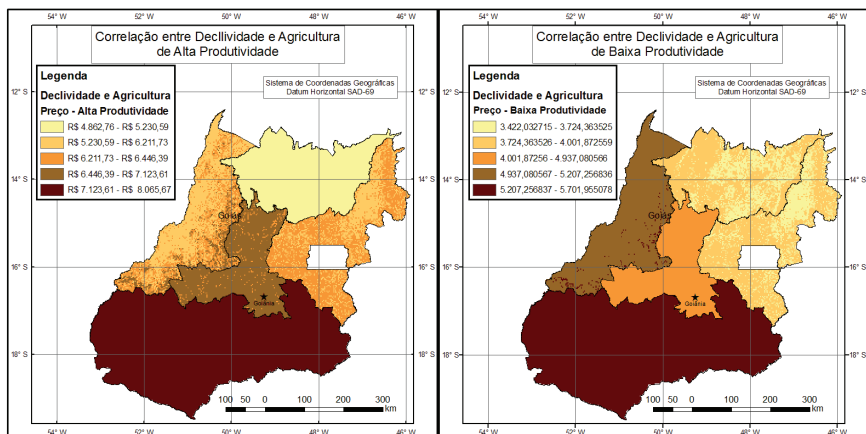 54° W 52° W 50° W 48° W 46° W
Correlação entre Decllividade e Agricultura
de Alta Produtividade
Legenda
Declividade e Agricultura
Preço - Alta Produtividade
R$ 4.862,76 - R$ 5.230,59
R$ 5.230,59 - R$ 6.211,73
R$ 6.211,73 - R$ 6.446,39
R$ 6.446,39 - R$ 7.123,61
R$ 7.123,61 - R$ 8.065,67
Sistema de Coordenadas Geográficas
Datum Horizontal SAD-69
12° S
14° S
16° S
18° S
Goiás
Goiânia
100 50 0 100 200 300
km
54° W 52° W 50° W 48° W 46° W
54° W 52° W 50° W 48° W 46° W
Correlação entre Decllividade e Agricultura
de Baixa Produtividade
Legenda
Declividade e Agricultura
Preço - Baixa Produtividade
3.422,032715 - 3.724,363525
3.724,363526 - 4.001,872559
4.001,87256 - 4.937,080566
4.937,080566 - 5.207,256836
5.207,256837 - 5.701,955078
Sistema de Coordenadas Geográficas
Datum Horizontal SAD-69
12° S
14° S
16° S
18° S
Goiás
Goiânia
100 50 0 100 200 300
km
54° W 52° W 50° W 48° W 46° W